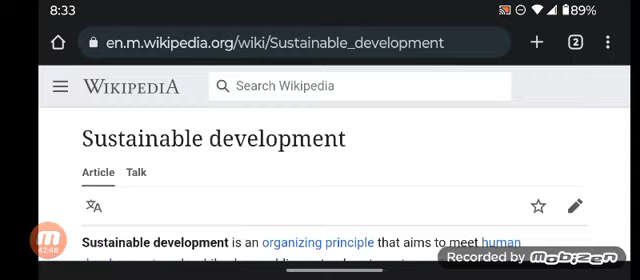 8:33
89%
en.m.wikipedia.org/wiki/Sustainable_development
2
WIKIPEDIA
Search Wikipedia
Sustainable development
Article Talk
Sustainable development is an organizing principle that aims to meet human
Recorded by Mobizen